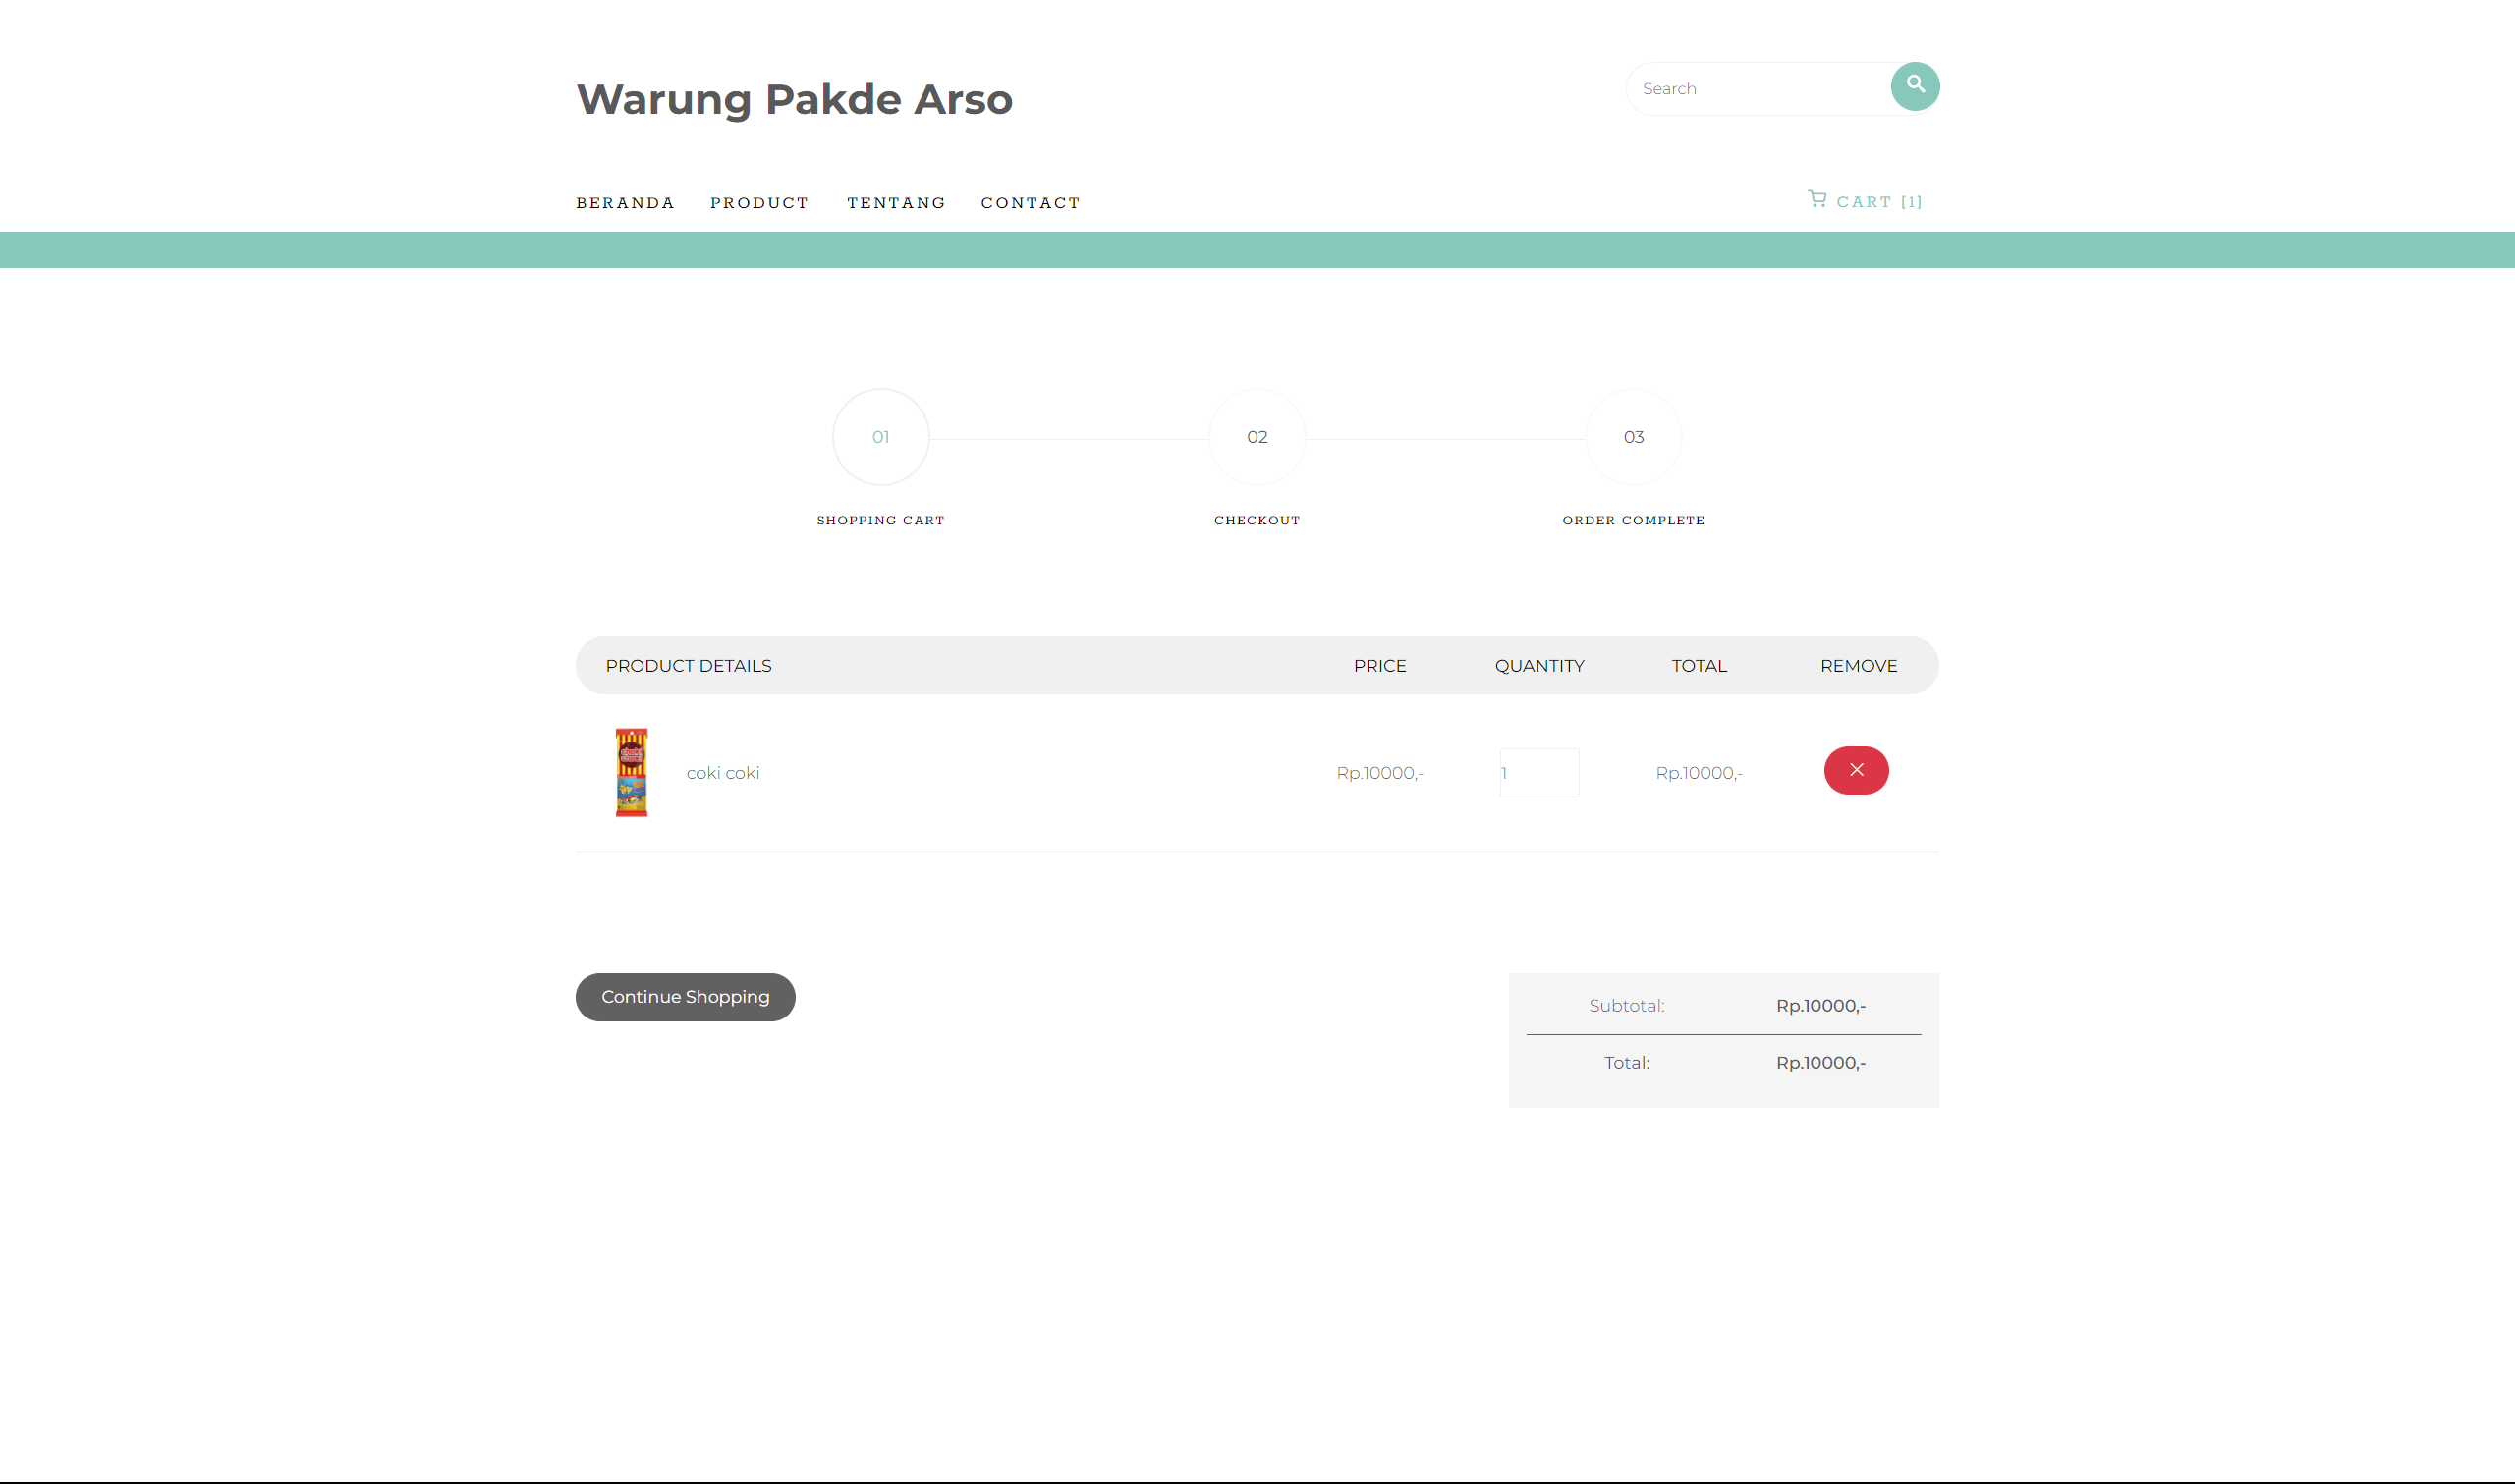 Warung Pakde Arso
Search
BERANDA PRODUCT TENTANG CONTACT
CART [1]
01 02 03
SHOPPING CART CHECKOUT ORDER COMPLETE
PRODUCT DETAILS PRICE QUANTITY TOTAL REMOVE
coki coki Rp.10000,- 1 Rp.10000,-
Continue Shopping
Subtotal: Rp.10000,-
Total: Rp.10000,-